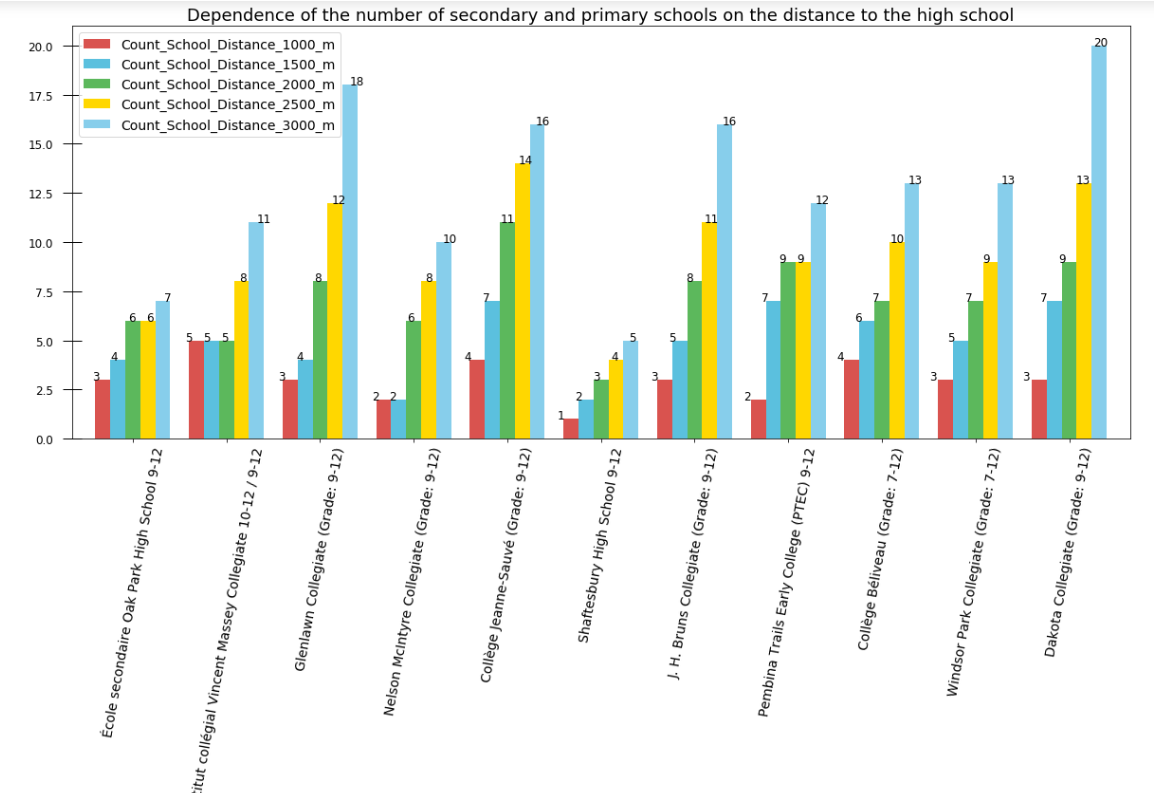 Dependence of the number of secondary and primary schools on the distance to the high school
Count_School_Distance_1000_m
Count_School_Distance_1500_m
Count_School_Distance_2000_m
Count_School_Distance_2500_m
Count_School_Distance_3000_m
20.0
17.5
15.0
12.5
10.0
7.5
5.0
2.5
0.0
3 4 6 6 7
5 5 5 8 11
3 4 8 12 18
2 2 6 8 10
4 7 11 14 16
1 2 3 4 5
3 5 8 11 16
2 7 9 9 12
4 6 7 10 13
3 5 7 9 13
3 7 9 13 20
École secondaire Oak Park High School 9-12
collégial Vincent Massey Collegiate 10-12 / 9-12
Glenlawn Collegiate (Grade: 9-12)
Nelson McIntyre Collegiate (Grade: 9-12)
Collège Jeanne-Sauvé (Grade: 9-12)
Shaftesbury High School 9-12
J. H. Bruns Collegiate (Grade: 9-12)
Pembina Trails Early College (PTEC) 9-12
Collège Béliveau (Grade: 7-12)
Windsor Park Collegiate (Grade: 7-12)
Dakota Collegiate (Grade: 9-12)